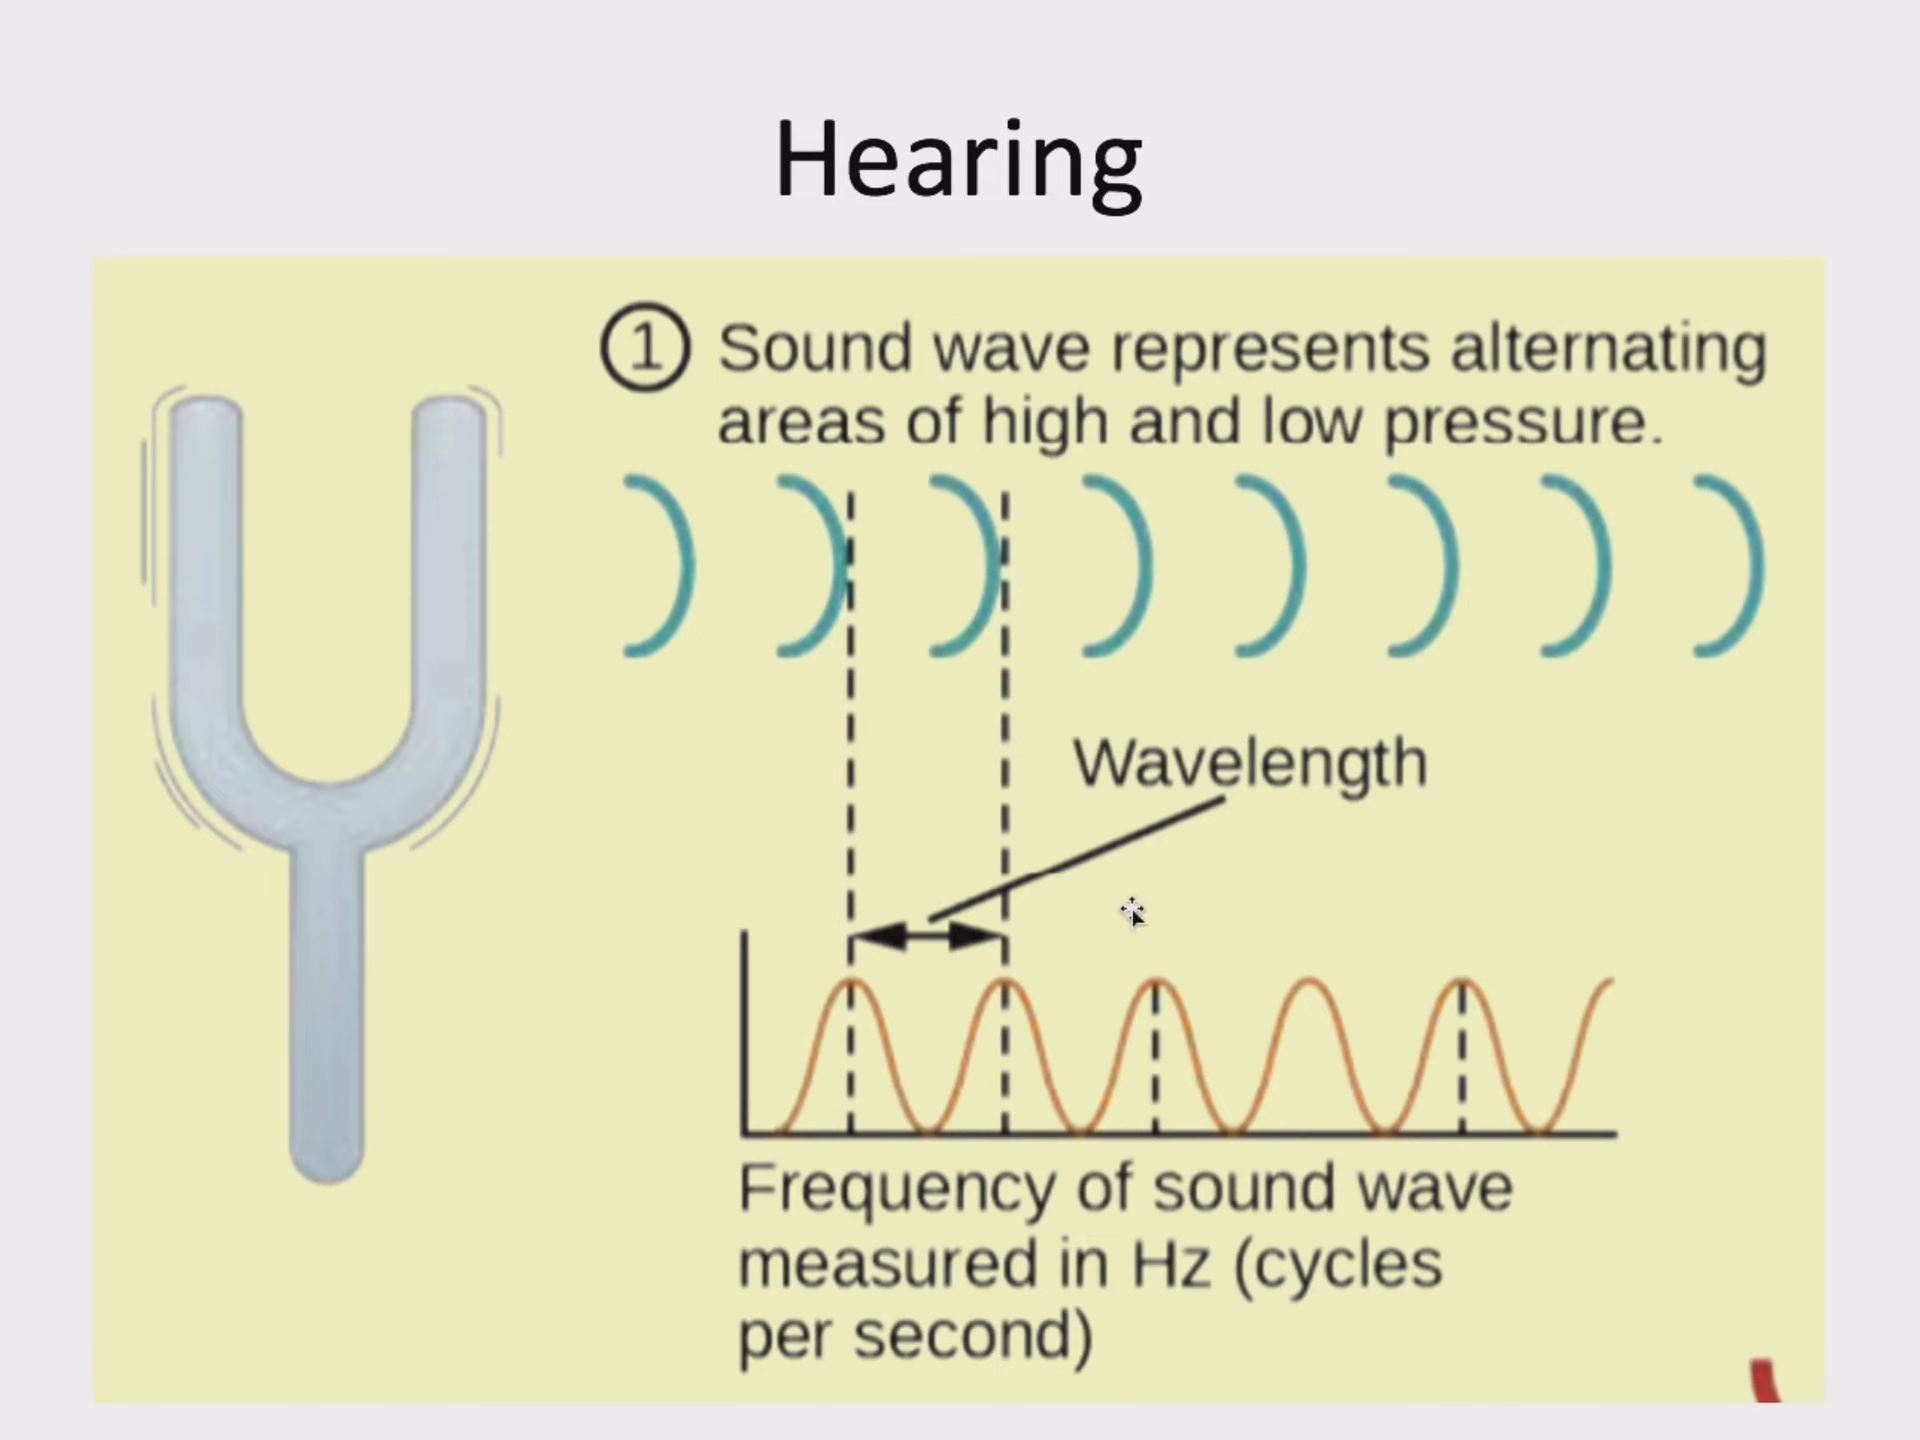 Hearing
1 Sound wave represents alternating
areas of high and low pressure.
Wavelength
Frequency of sound wave
measured in Hz (cycles
per second)